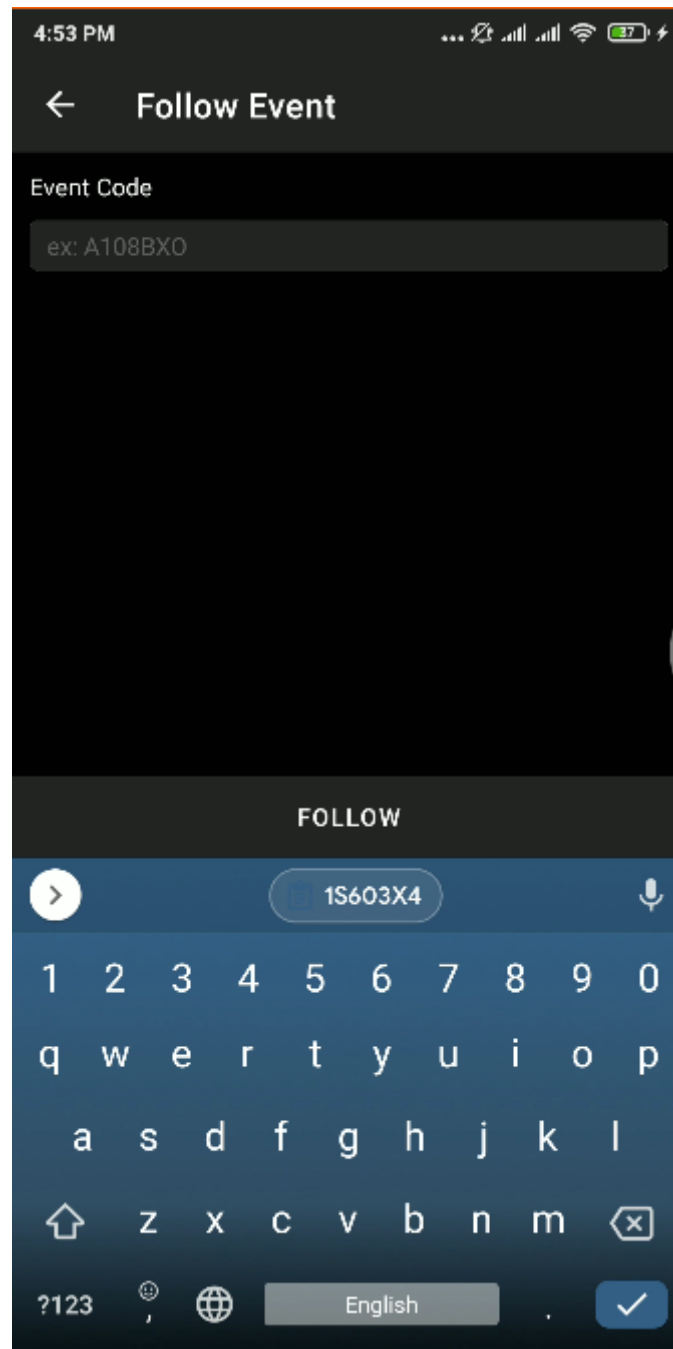 4:53 PM ... 37
Follow Event
Event Code
ex: A108BXO
FOLLOW
1S603X4
1 2 3 4 5 6 7 8 9 0
q w e r t y u i o p
a s d f g h j k l
z x c v b n m
?123 , English .